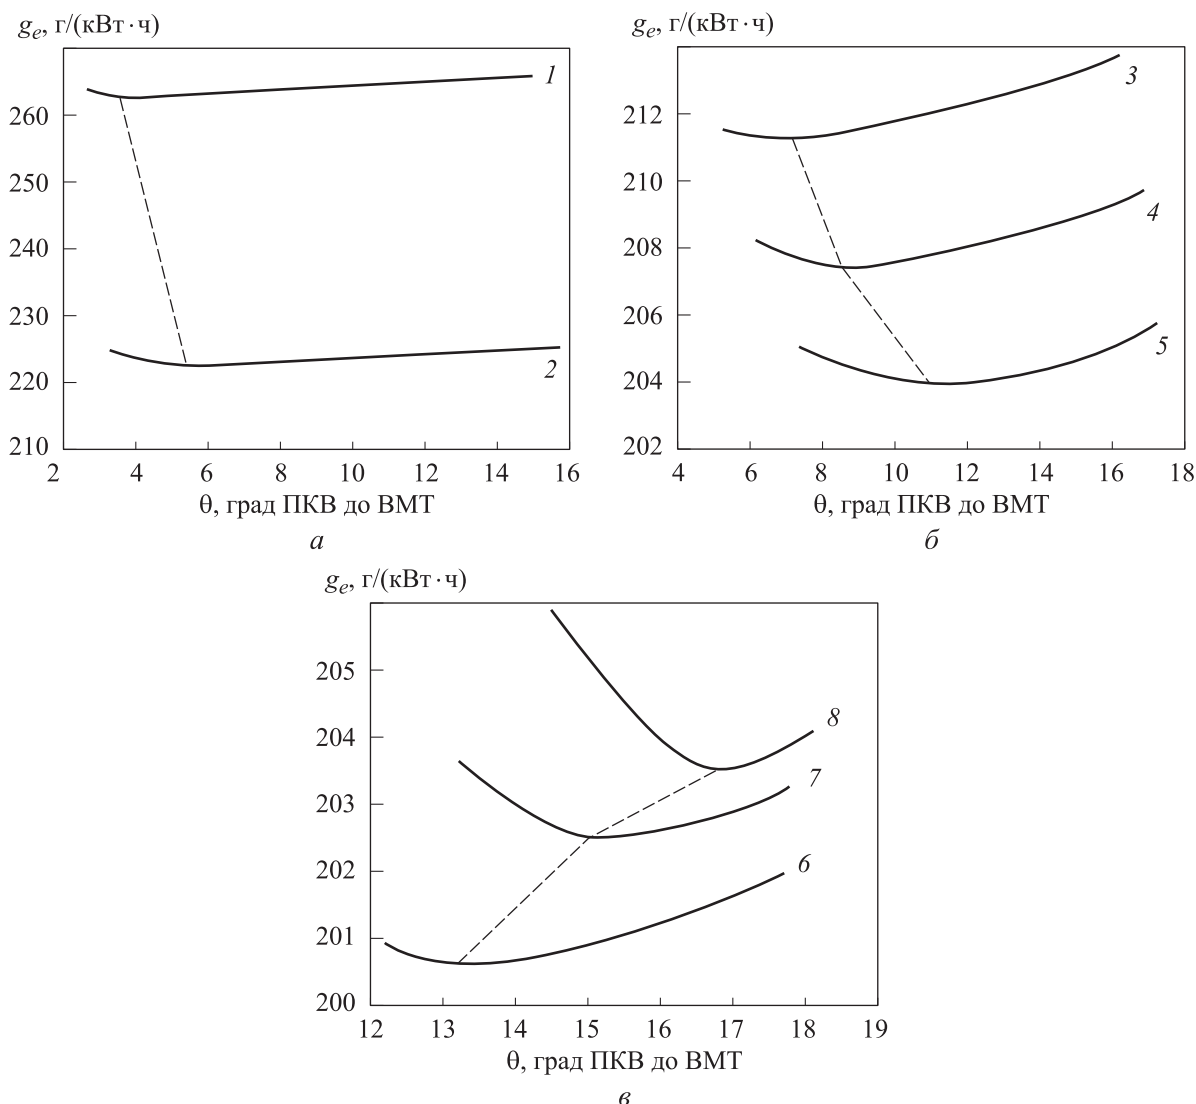 gₑ, г/(кВт·ч)
260
250
240
230
220
210
1
2
2 4 6 8 10 12 14 16
θ, град ПКВ до ВМТ
а
gₑ, г/(кВт·ч)
212
210
208
206
204
202
3
4
5
4 6 8 10 12 14 16 18
θ, град ПКВ до ВМТ
б
gₑ, г/(кВт·ч)
205
204
203
202
201
200
8
7
6
12 13 14 15 16 17 18 19
θ, град ПКВ до ВМТ
в